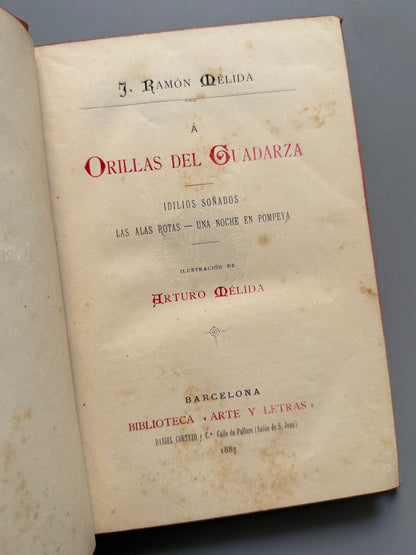 J. RAMÓN MÉLIDA
Á
ORILLAS DEL GUADARZA
IDILIOS SOÑADOS
LAS ALAS ROTAS — UNA NOCHE EN POMPEYA
ILUSTRACIÓN DE
ARTURO MÉLIDA
BARCELONA
BIBLIOTECA «ARTE Y LETRAS»
DANIEL CORTEZO y C.ª Calle de Pallars (Salón de S. Juan)
1887